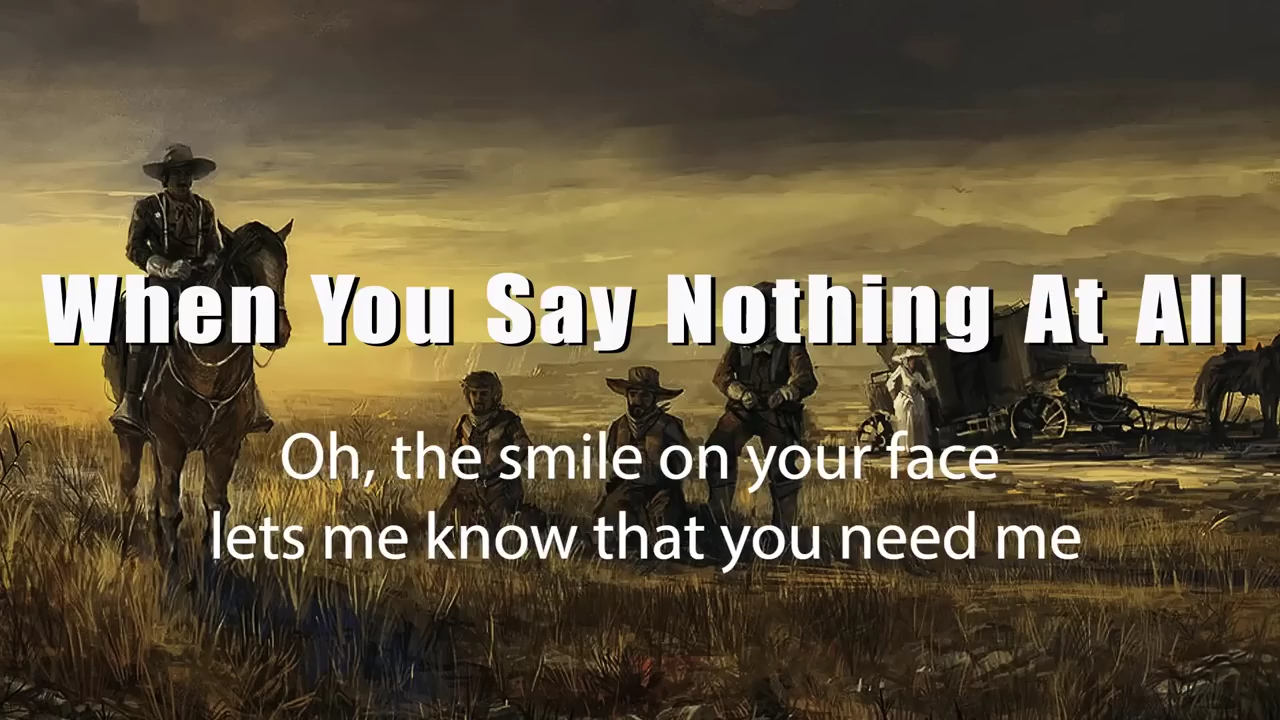 When You Say Nothing At All
Oh, the smile on your face
lets me know that you need me